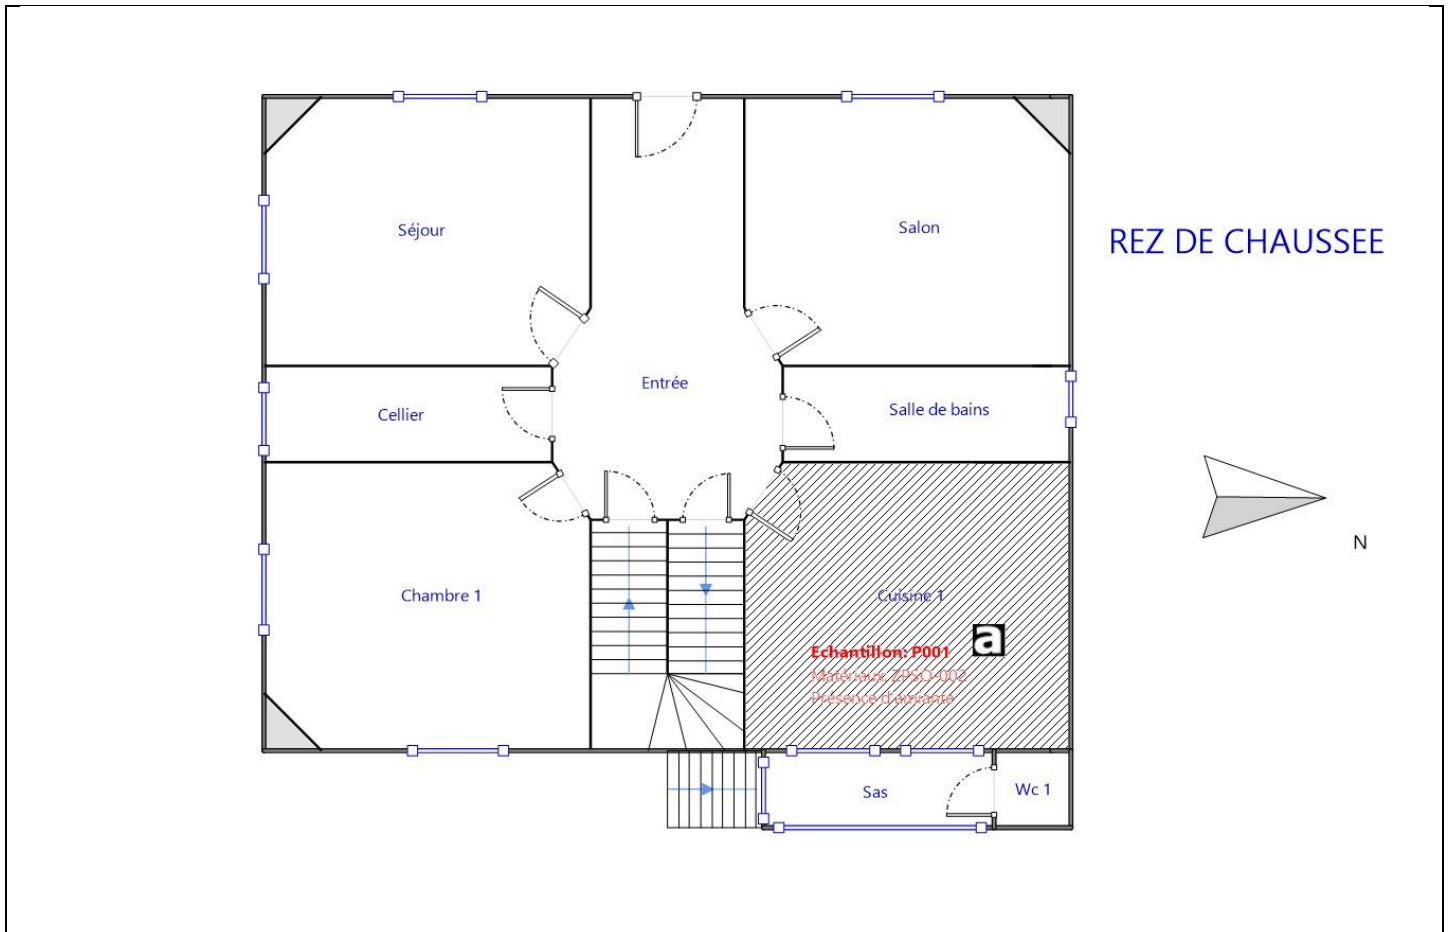 Séjour
Salon
REZ DE CHAUSSEE
Entrée
Cellier
Salle de bains
N
Chambre 1
Cuisine 1
a
Echantillon: P001
Matériaux: ZPSO-002
Présence d'amiante
Sas
Wc 1